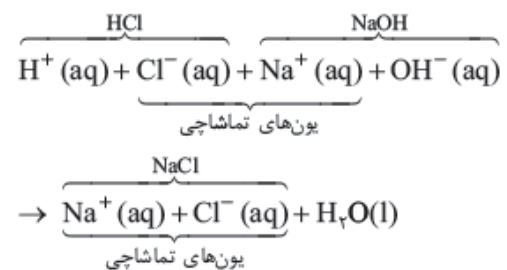 HCl NaOH
H⁺ (aq) + Cl⁻ (aq) + Na⁺ (aq) + OH⁻ (aq)
یون‌های تماشاچی
NaCl
→ Na⁺ (aq) + Cl⁻ (aq) + H₂O(l)
یون‌های تماشاچی